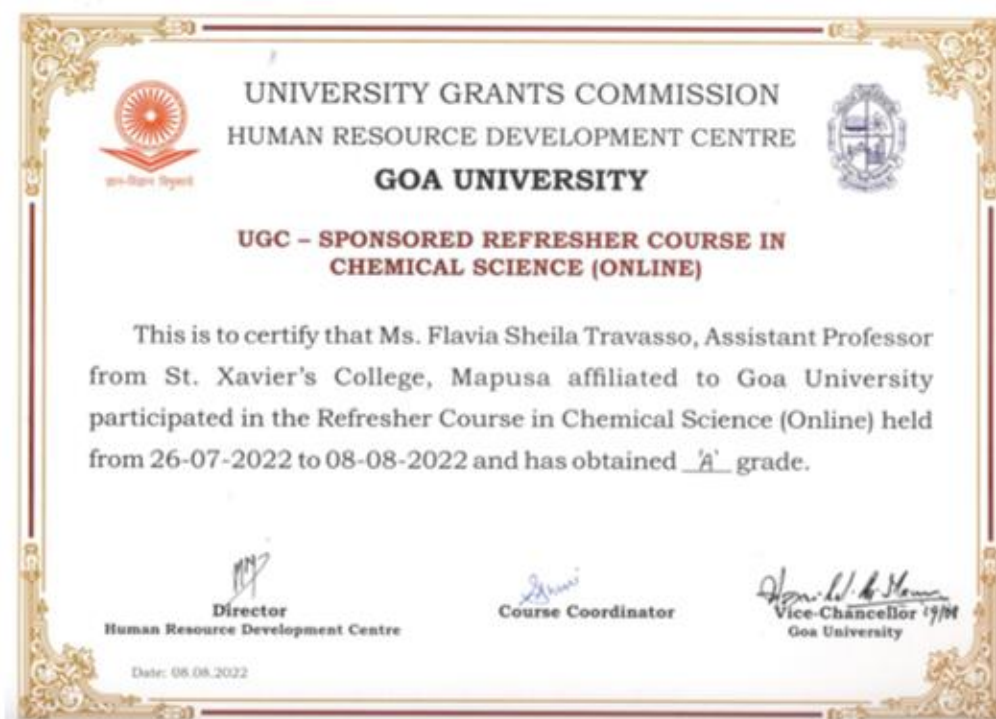 UNIVERSITY GRANTS COMMISSION
HUMAN RESOURCE DEVELOPMENT CENTRE
GOA UNIVERSITY
ज्ञान-विज्ञान विमुक्तये
UGC – SPONSORED REFRESHER COURSE IN
CHEMICAL SCIENCE (ONLINE)
This is to certify that Ms. Flavia Sheila Travasso, Assistant Professor
from St. Xavier's College, Mapusa affiliated to Goa University
participated in the Refresher Course in Chemical Science (Online) held
from 26-07-2022 to 08-08-2022 and has obtained 'A' grade.
Director
Human Resource Development Centre
Course Coordinator
Vice-Chancellor
Goa University
Date: 08.08.2022